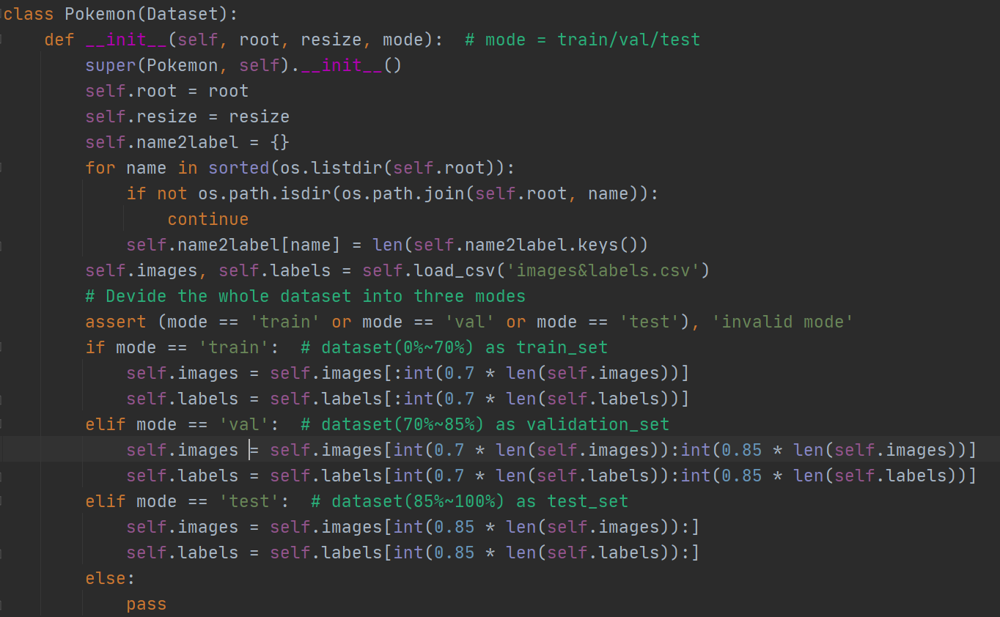 class Pokemon(Dataset):
    def __init__(self, root, resize, mode):  # mode = train/val/test
        super(Pokemon, self).__init__()
        self.root = root
        self.resize = resize
        self.name2label = {}
        for name in sorted(os.listdir(self.root)):
            if not os.path.isdir(os.path.join(self.root, name)):
                continue
            self.name2label[name] = len(self.name2label.keys())
        self.images, self.labels = self.load_csv('images&labels.csv')
        # Devide the whole dataset into three modes
        assert (mode == 'train' or mode == 'val' or mode == 'test'), 'invalid mode'
        if mode == 'train':  # dataset(0%~70%) as train_set
            self.images = self.images[:int(0.7 * len(self.images))]
            self.labels = self.labels[:int(0.7 * len(self.labels))]
        elif mode == 'val':  # dataset(70%~85%) as validation_set
            self.images = self.images[int(0.7 * len(self.images)):int(0.85 * len(self.images))]
            self.labels = self.labels[int(0.7 * len(self.labels)):int(0.85 * len(self.labels))]
        elif mode == 'test':  # dataset(85%~100%) as test_set
            self.images = self.images[int(0.85 * len(self.images)):]
            self.labels = self.labels[int(0.85 * len(self.labels)):]
        else:
            pass